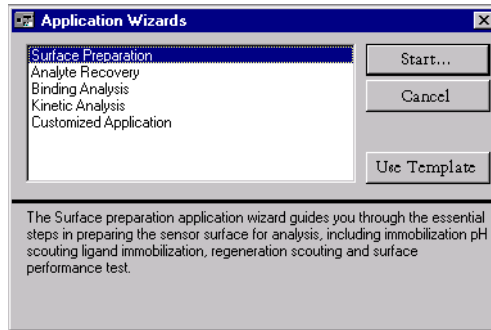 Application Wizards
Surface Preparation
Analyte Recovery
Binding Analysis
Kinetic Analysis
Customized Application
Start...
Cancel
Use Template
The Surface preparation application wizard guides you through the essential
steps in preparing the sensor surface for analysis, including immobilization pH
scouting ligand immobilization, regeneration scouting and surface
performance test.